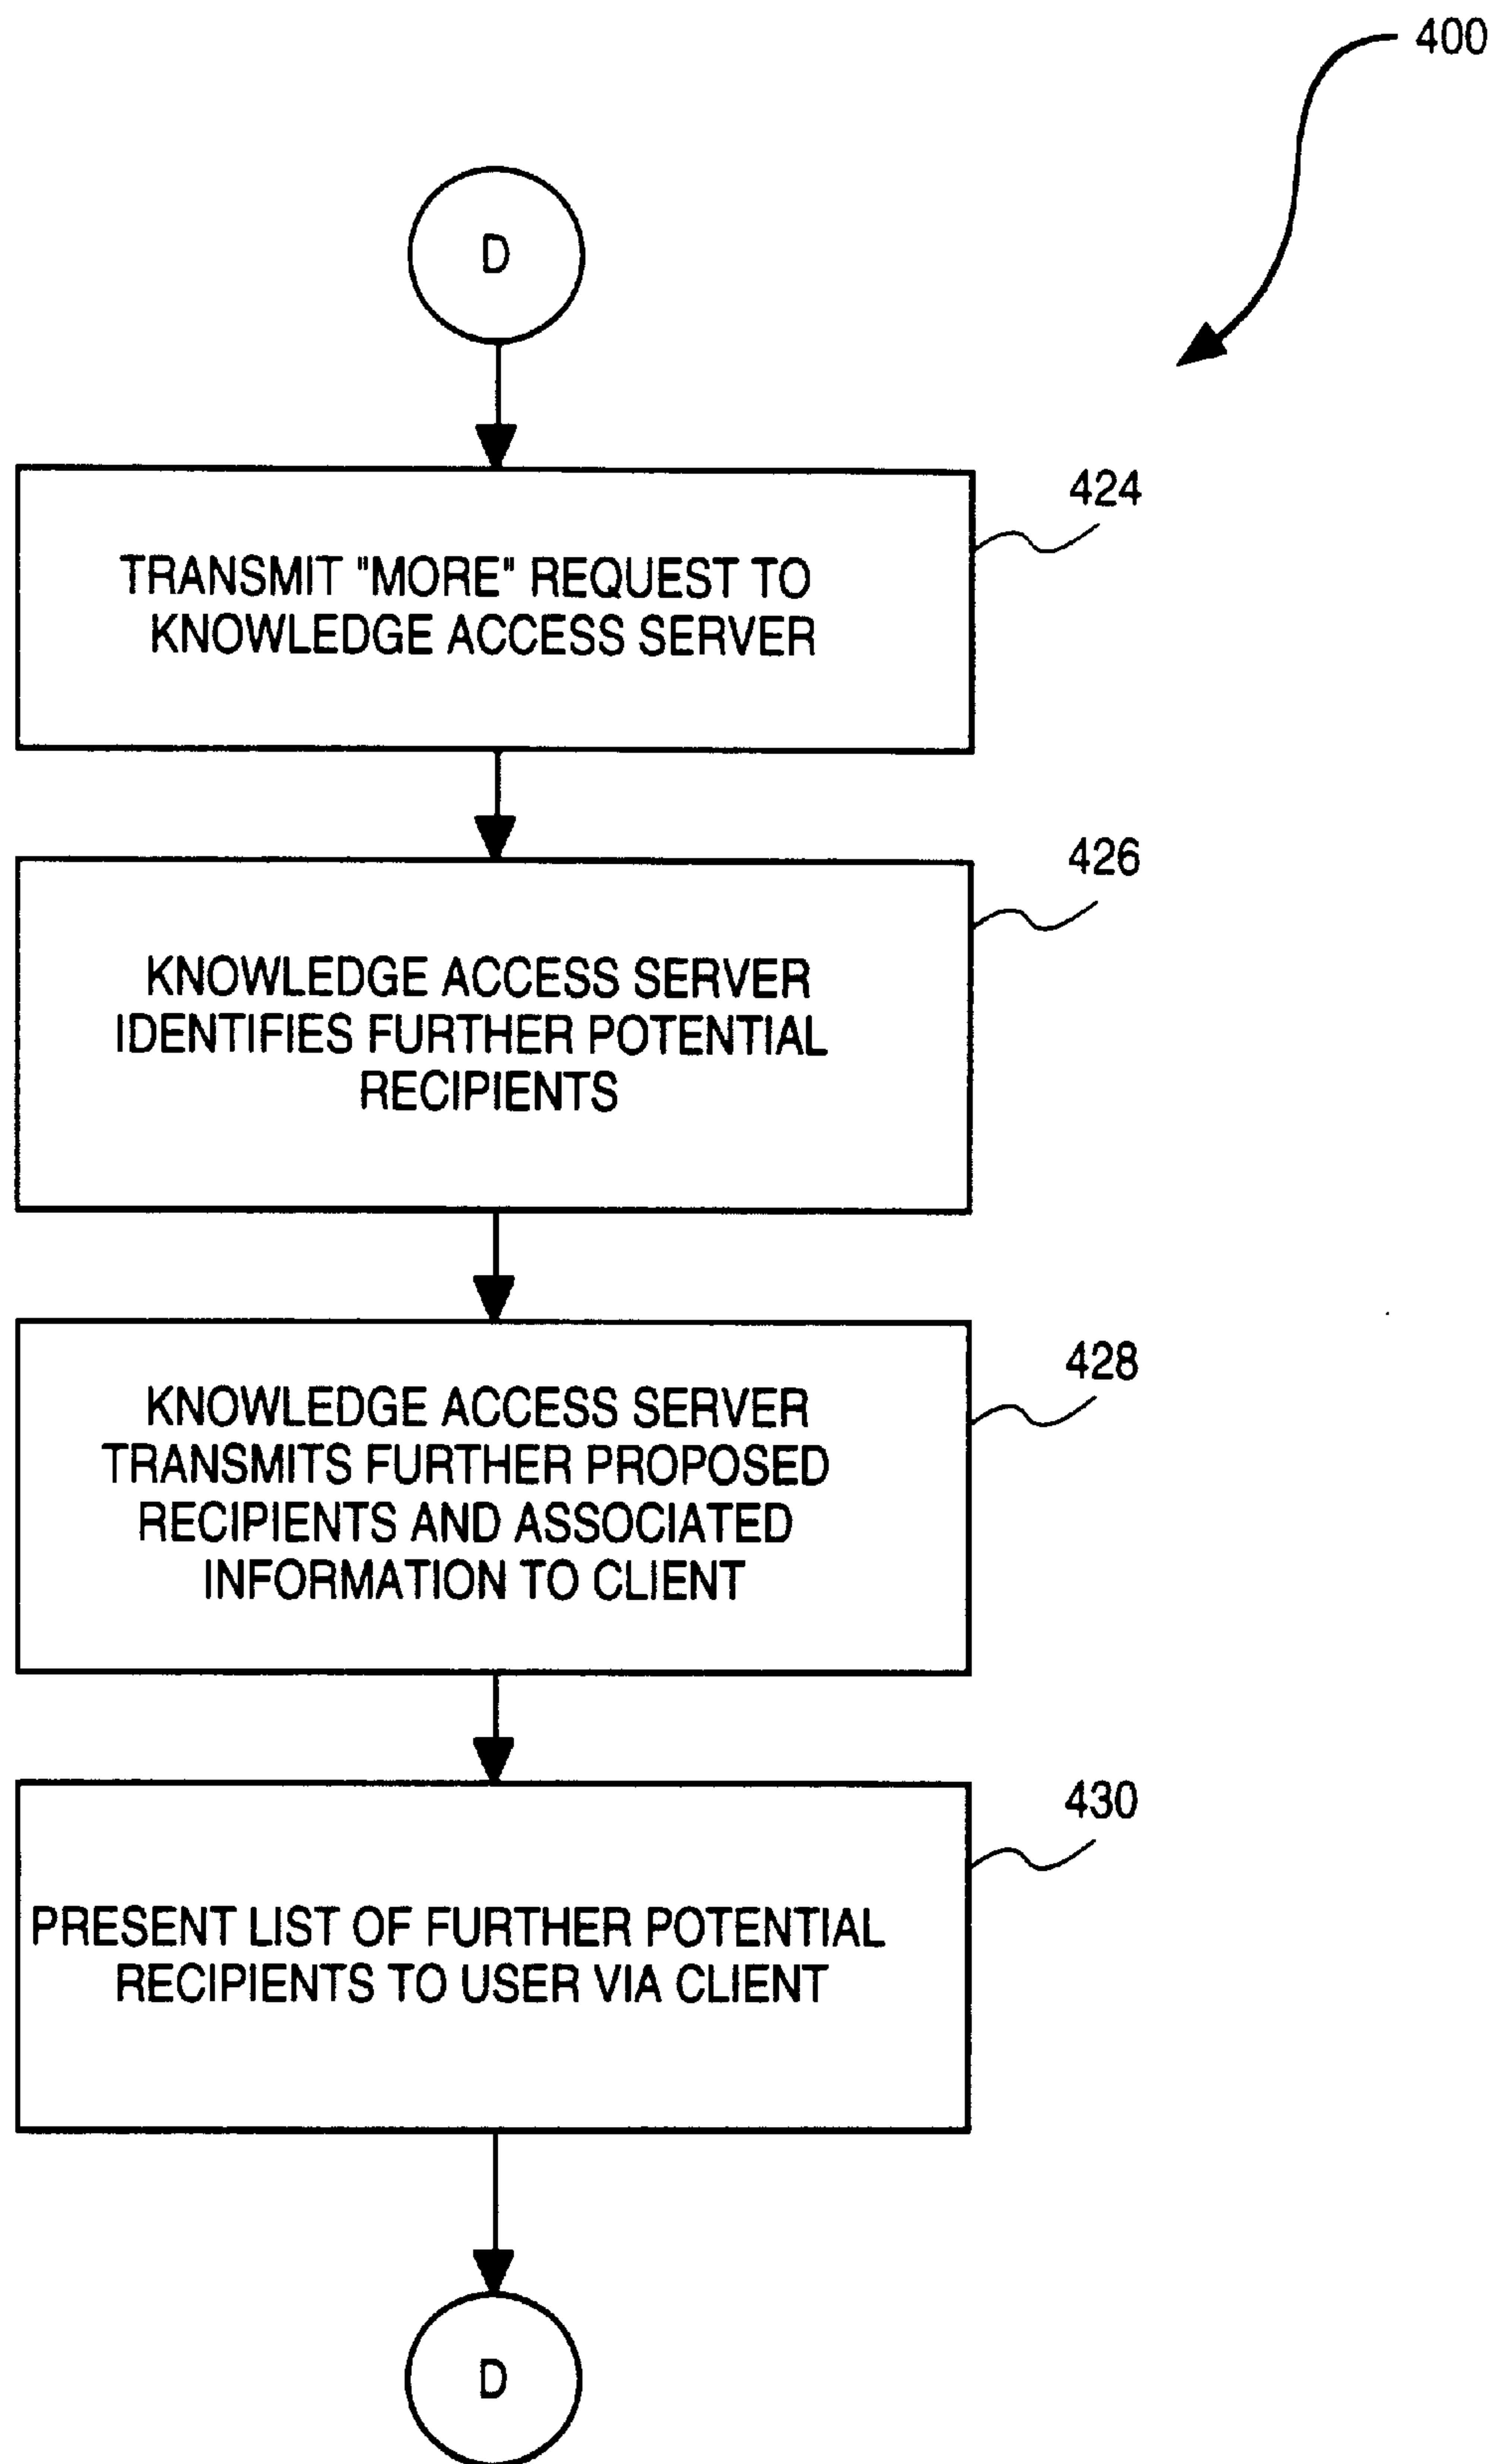 400
D
424
TRANSMIT "MORE" REQUEST TO
KNOWLEDGE ACCESS SERVER
426
KNOWLEDGE ACCESS SERVER
IDENTIFIES FURTHER POTENTIAL
RECIPIENTS
428
KNOWLEDGE ACCESS SERVER
TRANSMITS FURTHER PROPOSED
RECIPIENTS AND ASSOCIATED
INFORMATION TO CLIENT
430
PRESENT LIST OF FURTHER POTENTIAL
RECIPIENTS TO USER VIA CLIENT
D